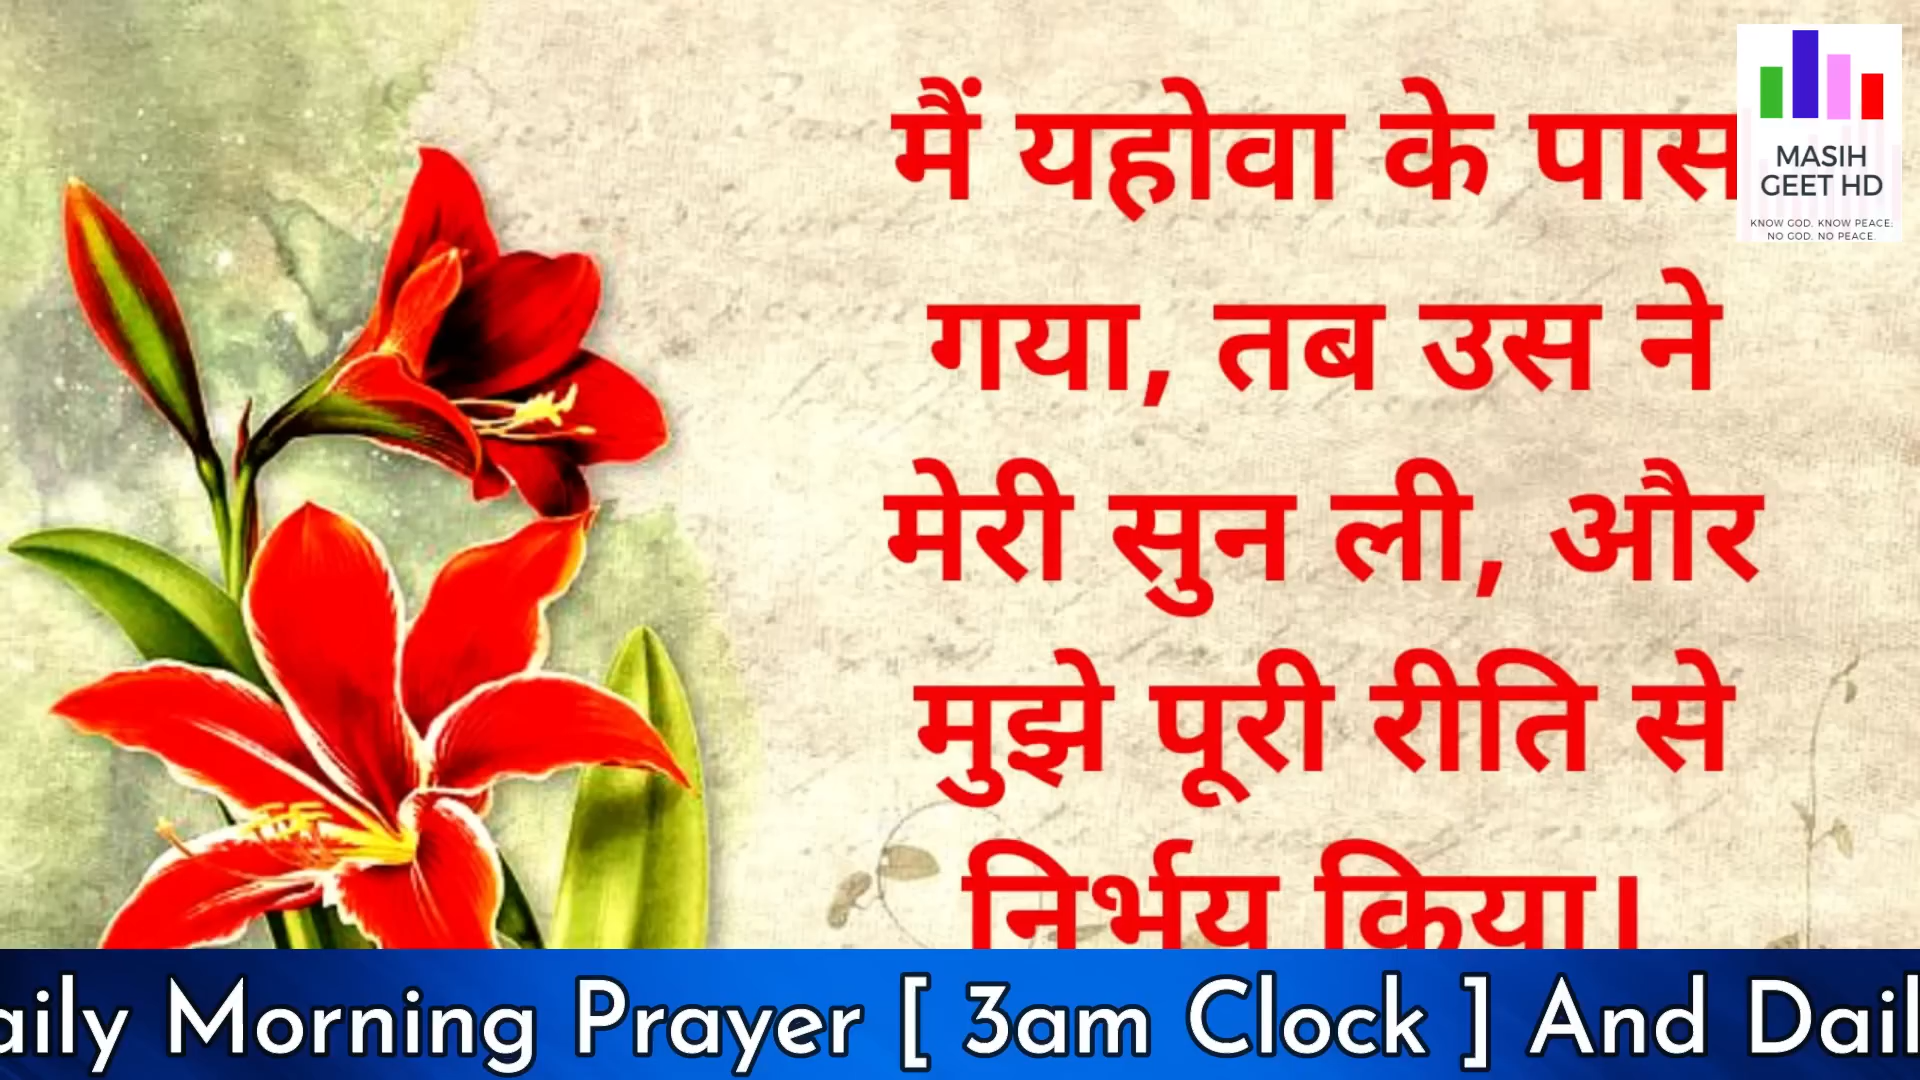 मैं यहोवा के पास
गया, तब उस ने
मेरी सुन ली, और
मुझे पूरी रीति से
निर्भय किया।
MASIH
GEET HD
KNOW GOD. KNOW PEACE:
NO GOD. NO PEACE.
aily Morning Prayer [ 3am Clock ] And Dail